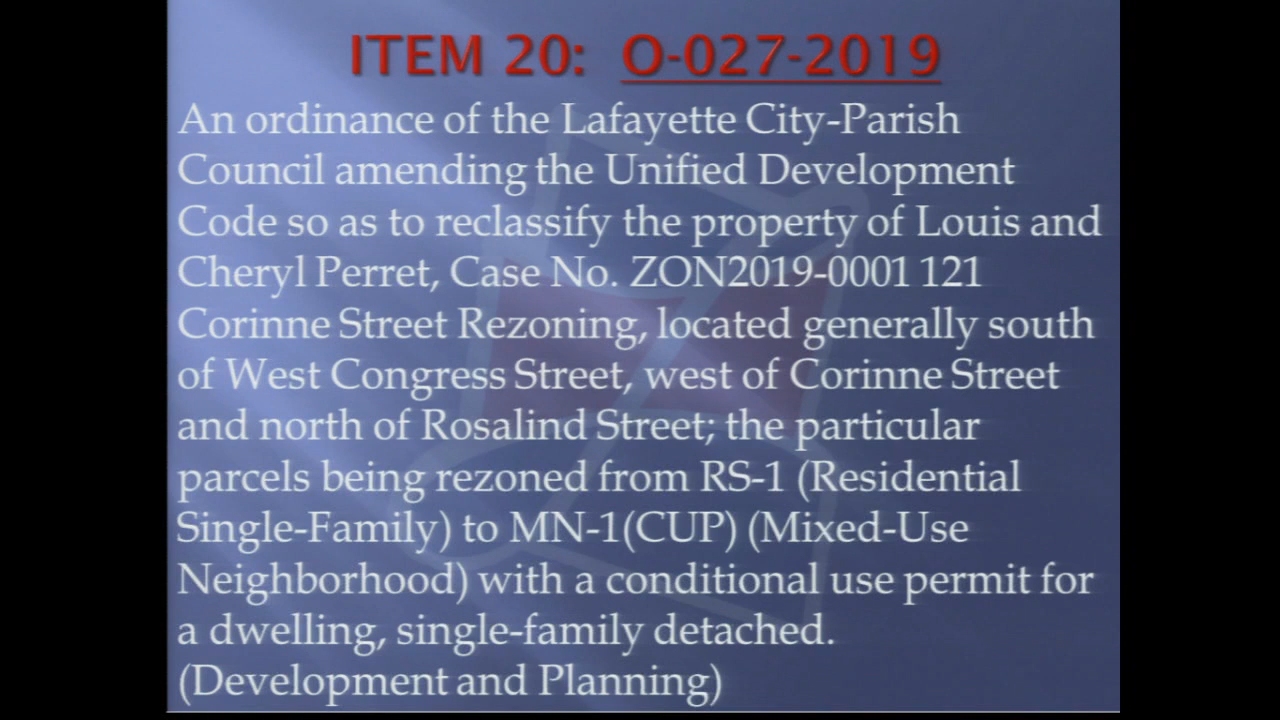 ITEM 20: O-027-2019
An ordinance of the Lafayette City-Parish
Council amending the Unified Development
Code so as to reclassify the property of Louis and
Cheryl Perret, Case No. ZON2019-0001 121
Corinne Street Rezoning, located generally south
of West Congress Street, west of Corinne Street
and north of Rosalind Street; the particular
parcels being rezoned from RS-1 (Residential
Single-Family) to MN-1(CUP) (Mixed-Use
Neighborhood) with a conditional use permit for
a dwelling, single-family detached.
(Development and Planning)